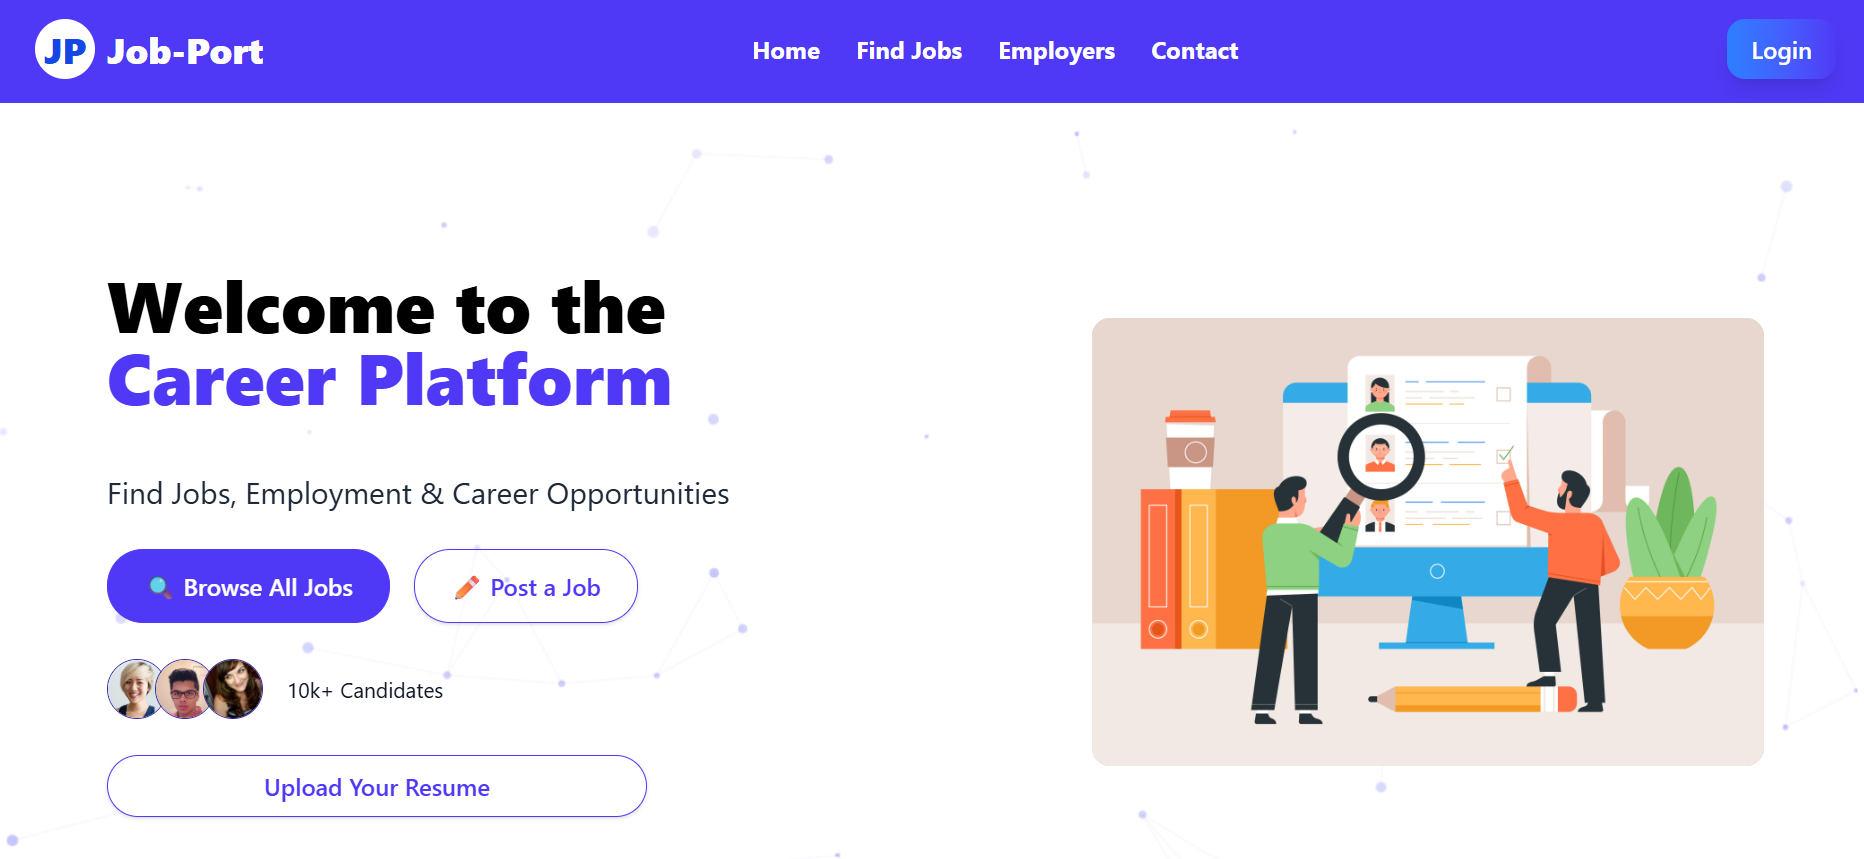 JP Job-Port
Home Find Jobs Employers Contact
Login
Welcome to the
Career Platform
Find Jobs, Employment & Career Opportunities
Browse All Jobs
Post a Job
10k+ Candidates
Upload Your Resume